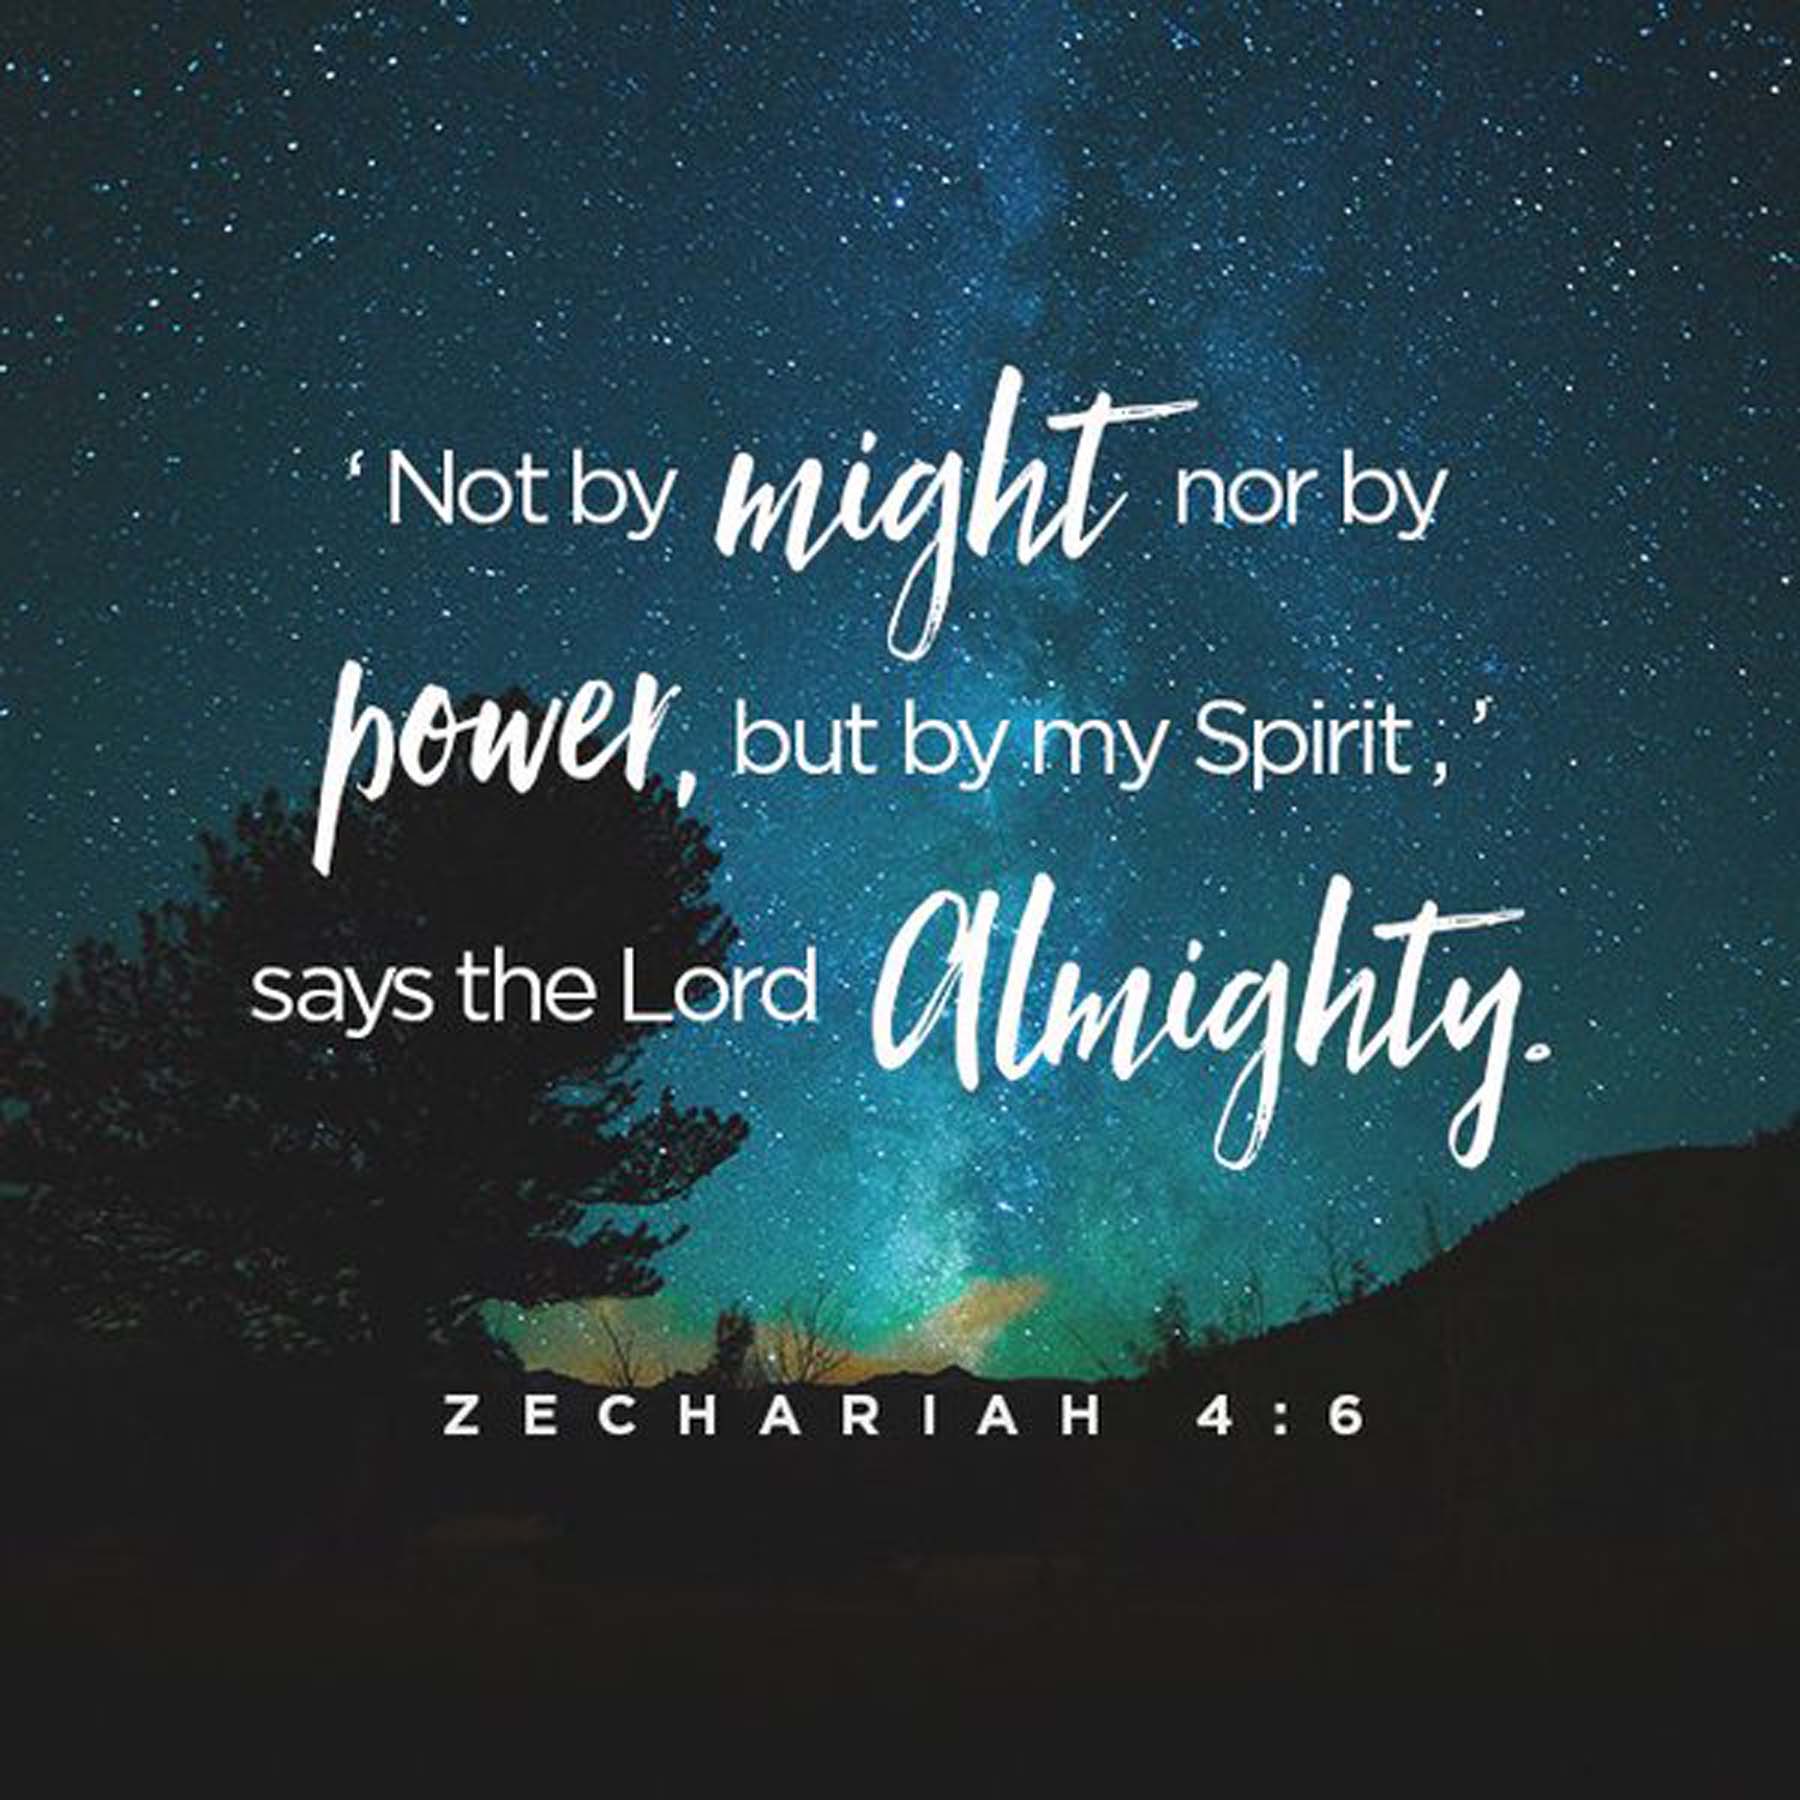 ‘Not by might nor by
power, but by my Spirit,’
says the Lord Almighty.
ZECHARIAH 4:6